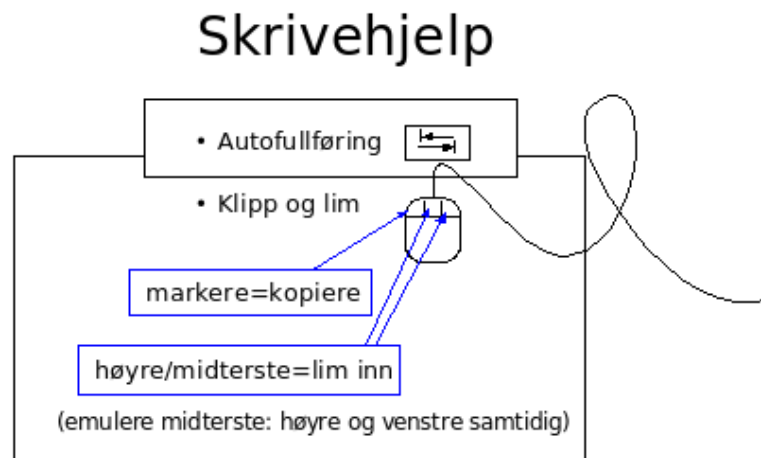 Skrivehjelp
• Autofullføring
• Klipp og lim
markere=kopiere
høyre/midterste=lim inn
(emulere midterste: høyre og venstre samtidig)